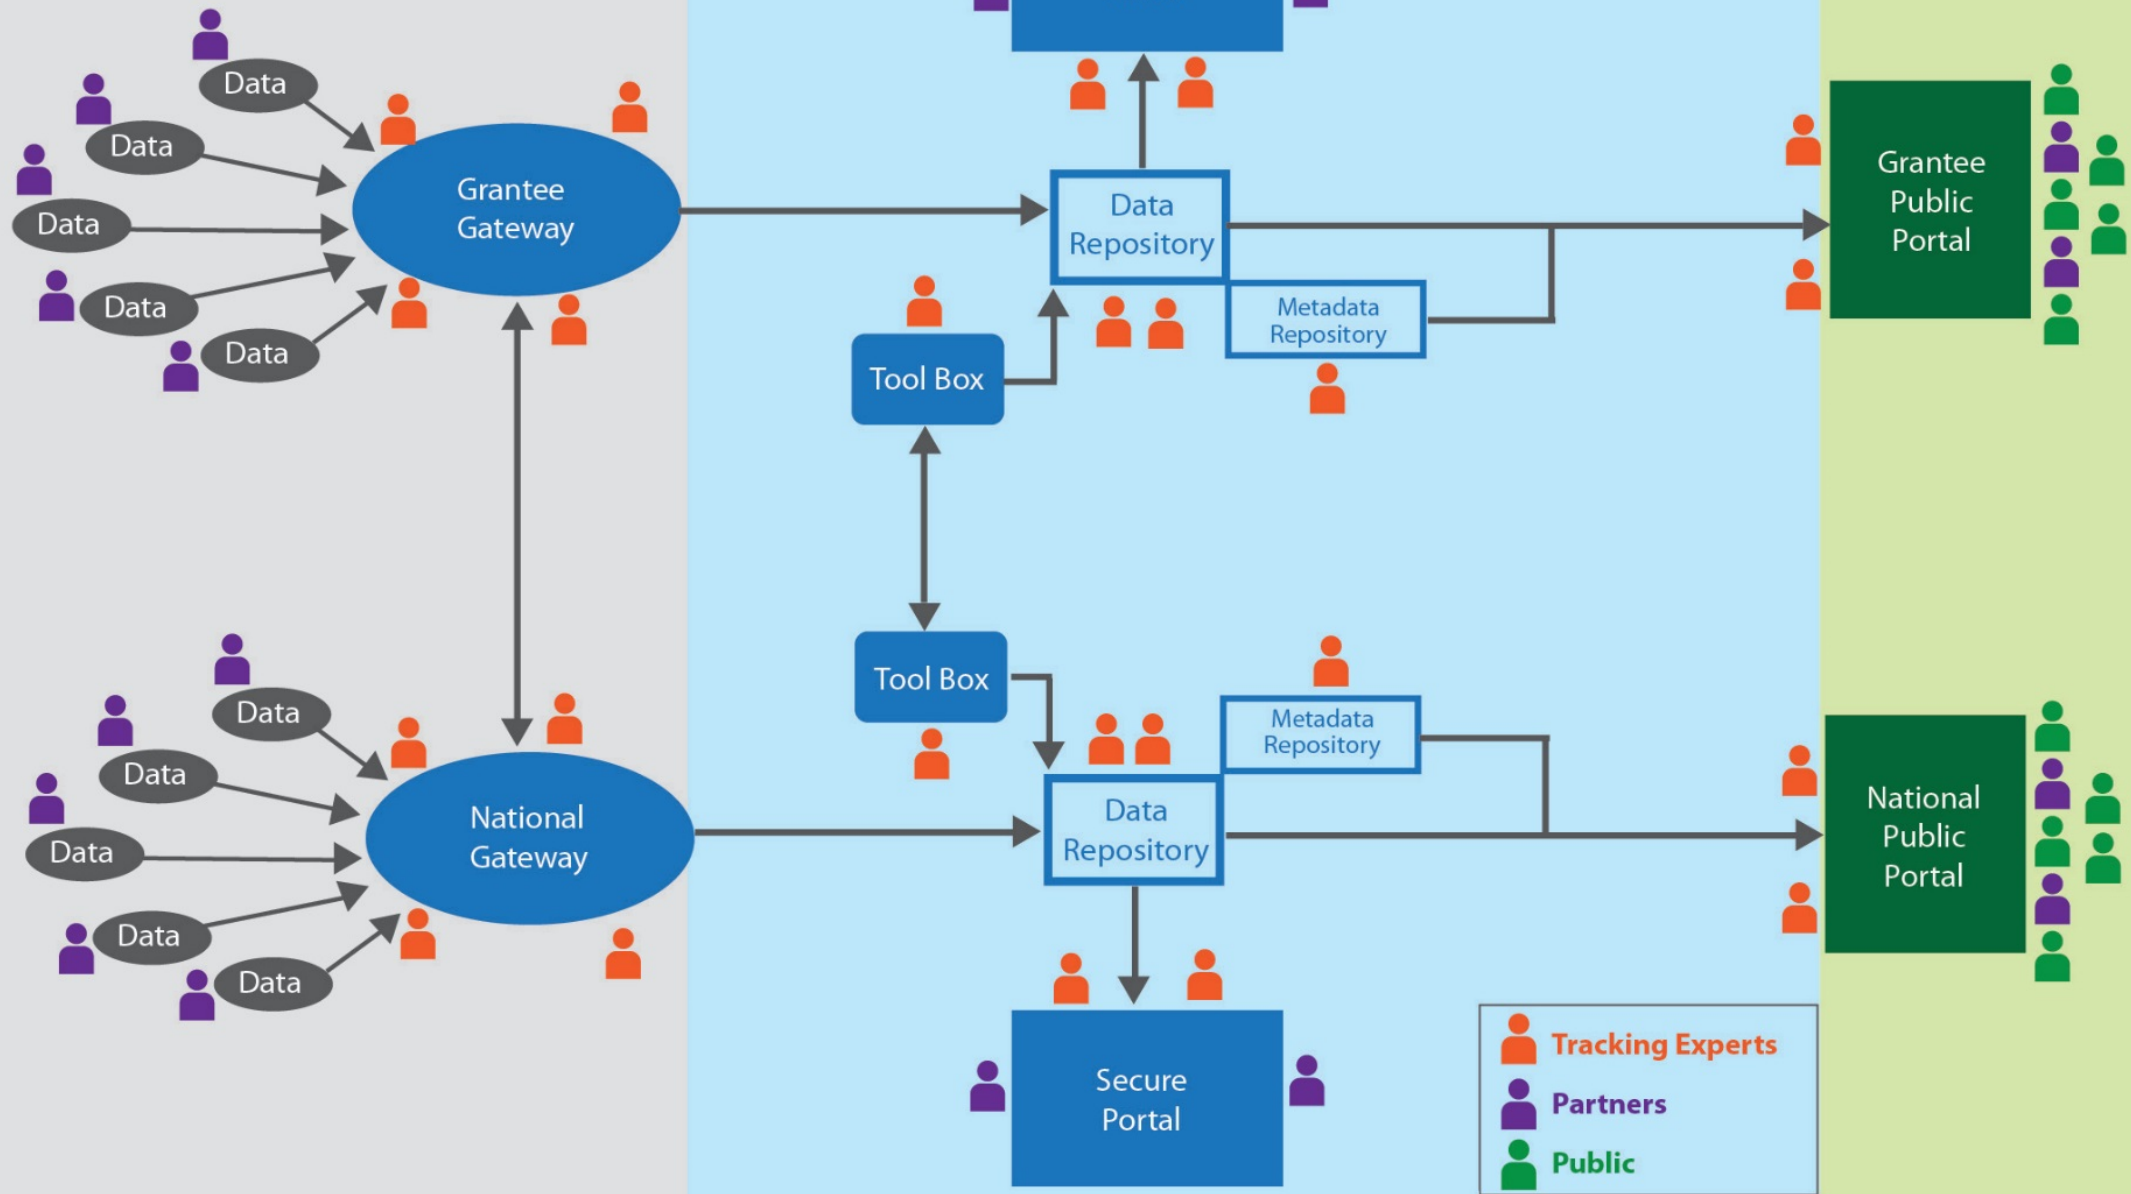 Data
Data
Data
Data
Data
Grantee
Gateway
Data
Repository
Metadata
Repository
Tool Box
Grantee
Public
Portal
Tool Box
Metadata
Repository
Data
Data
Data
Data
Data
National
Gateway
Data
Repository
National
Public
Portal
Secure
Portal
Tracking Experts
Partners
Public